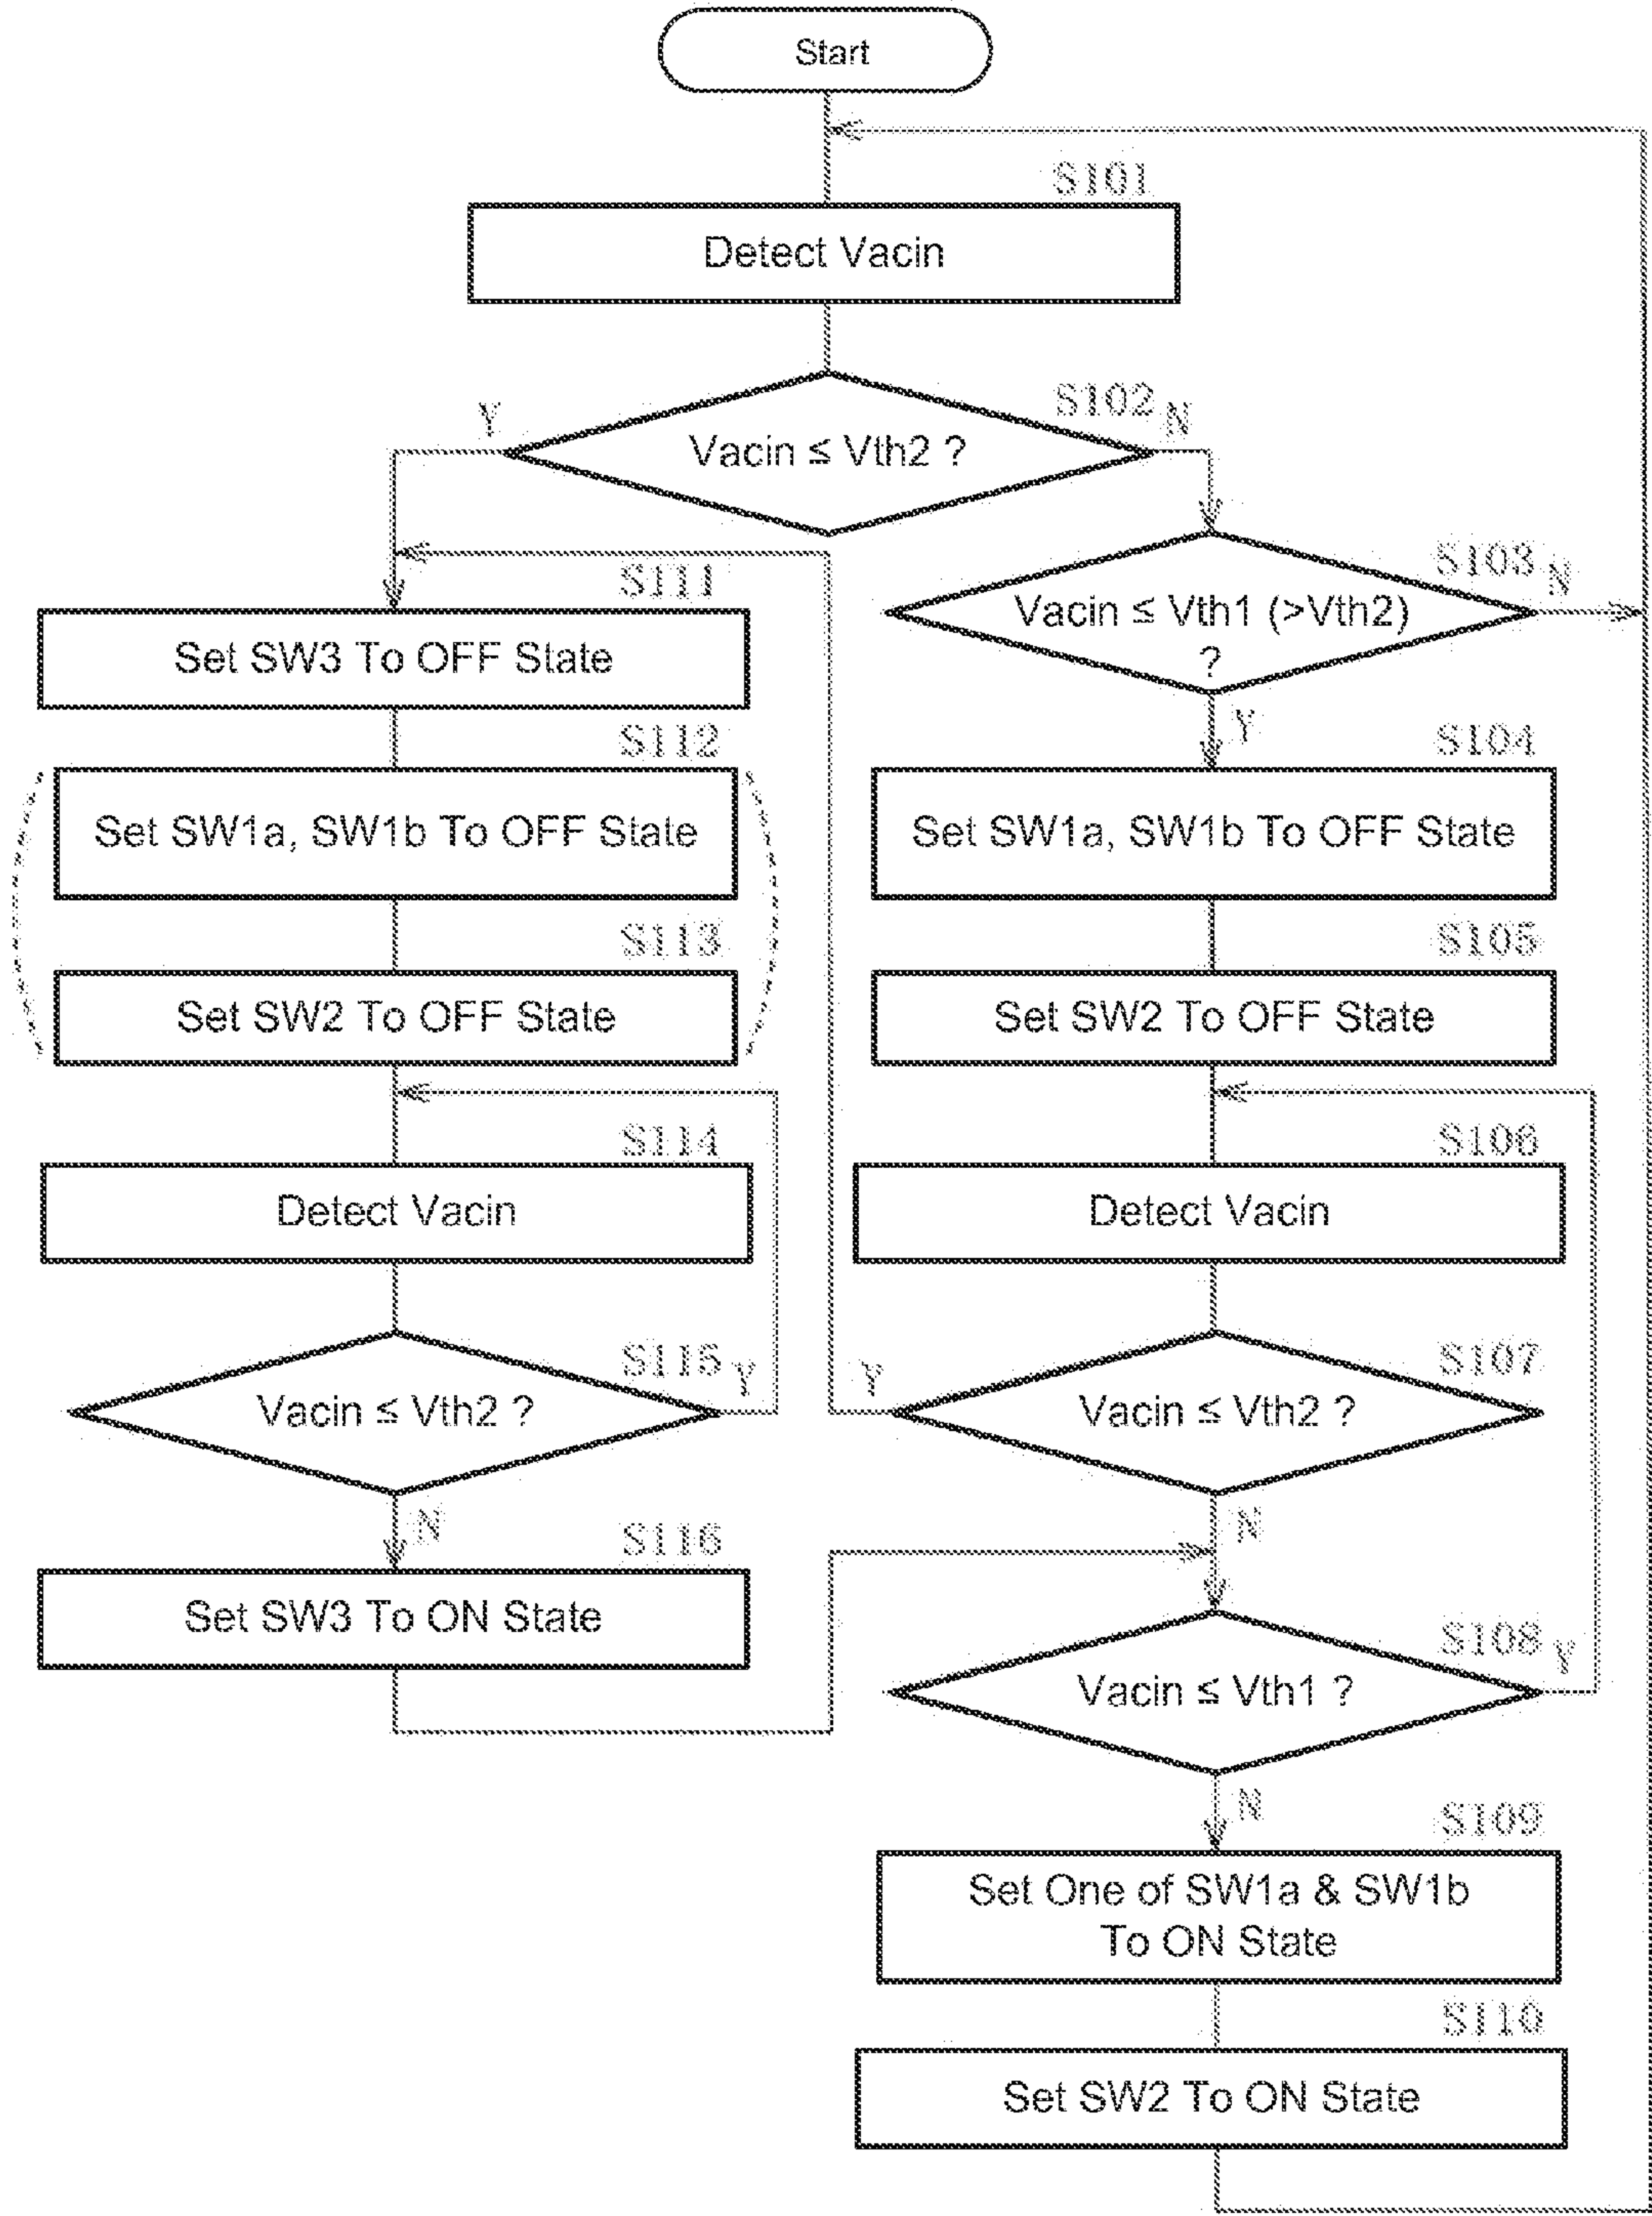 Start
S101
Detect Vacin
S102
Y
N
Vacin ≤ Vth2 ?
S103
N
Vacin ≤ Vth1 (>Vth2)
?
Y
S111
Set SW3 To OFF State
S112
Set SW1a, SW1b To OFF State
S113
Set SW2 To OFF State
S114
Detect Vacin
S115
Y
Vacin ≤ Vth2 ?
N
S116
Set SW3 To ON State
S104
Set SW1a, SW1b To OFF State
S105
Set SW2 To OFF State
S106
Detect Vacin
S107
Y
Vacin ≤ Vth2 ?
N
S108
Y
Vacin ≤ Vth1 ?
N
S109
Set One of SW1a & SW1b
To ON State
S110
Set SW2 To ON State